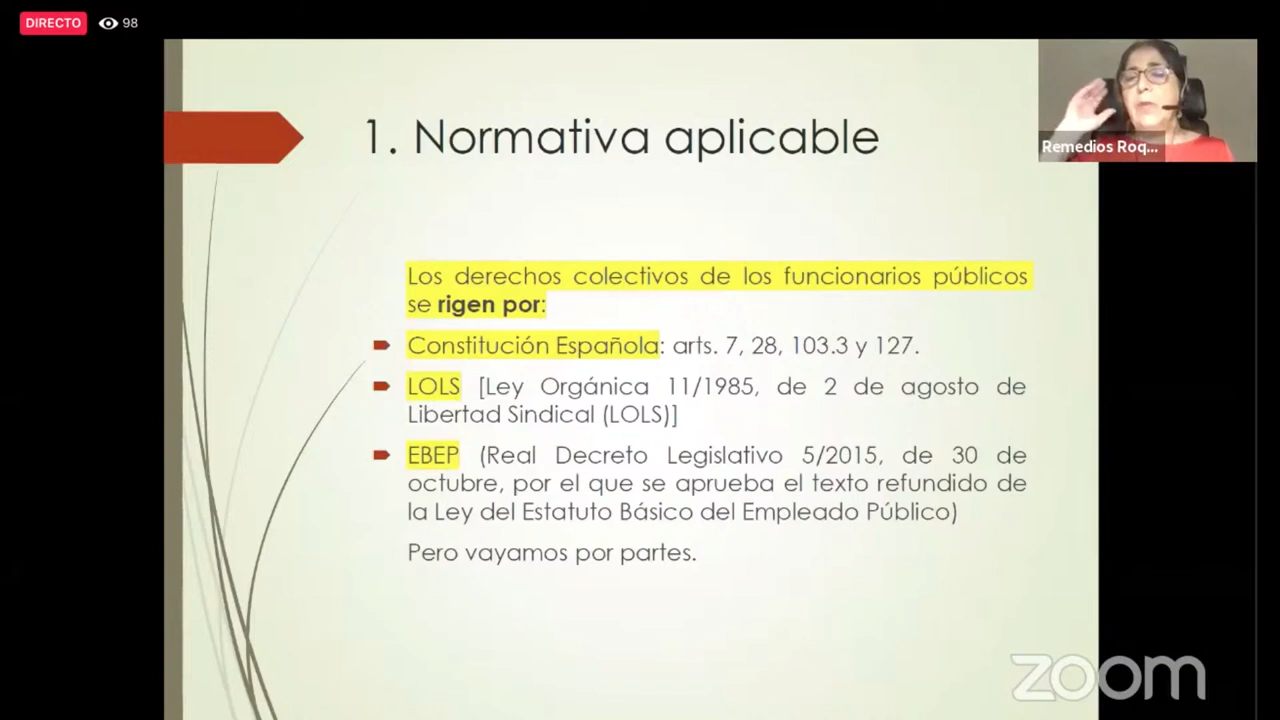 DIRECTO 98
1. Normativa aplicable
Remedios Roq...
Los derechos colectivos de los funcionarios públicos
se rigen por:
Constitución Española: arts. 7, 28, 103.3 y 127.
LOLS [Ley Orgánica 11/1985, de 2 de agosto de
Libertad Sindical (LOLS)]
EBEP (Real Decreto Legislativo 5/2015, de 30 de
octubre, por el que se aprueba el texto refundido de
la Ley del Estatuto Básico del Empleado Público)
Pero vayamos por partes.
zoom